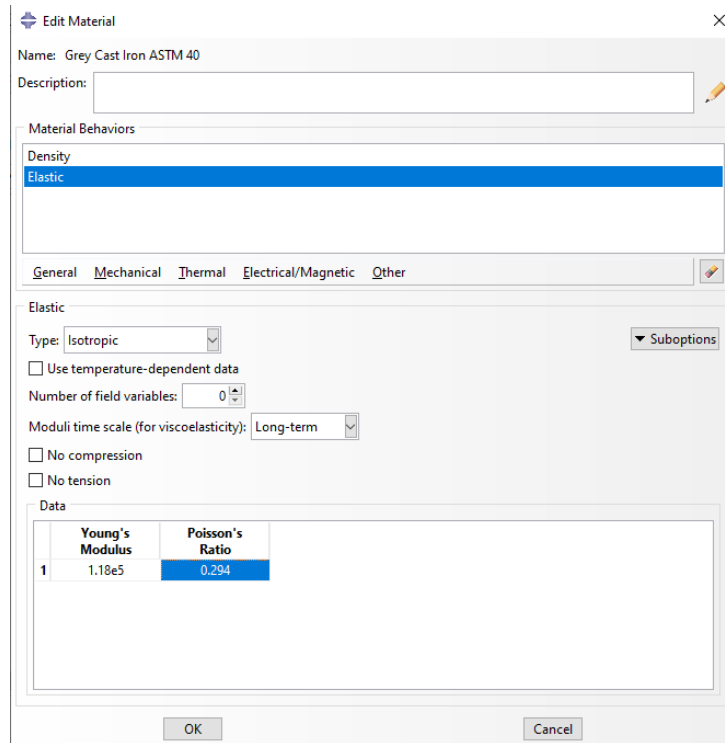 Edit Material
Name: Grey Cast Iron ASTM 40
Description:
Material Behaviors
Density
Elastic
General Mechanical Thermal Electrical/Magnetic Other
Elastic
Type: Isotropic
Suboptions
Use temperature-dependent data
Number of field variables: 0
Moduli time scale (for viscoelasticity): Long-term
No compression
No tension
Data
Young's Poisson's
Modulus Ratio
1 1.18e5 0.294
OK Cancel